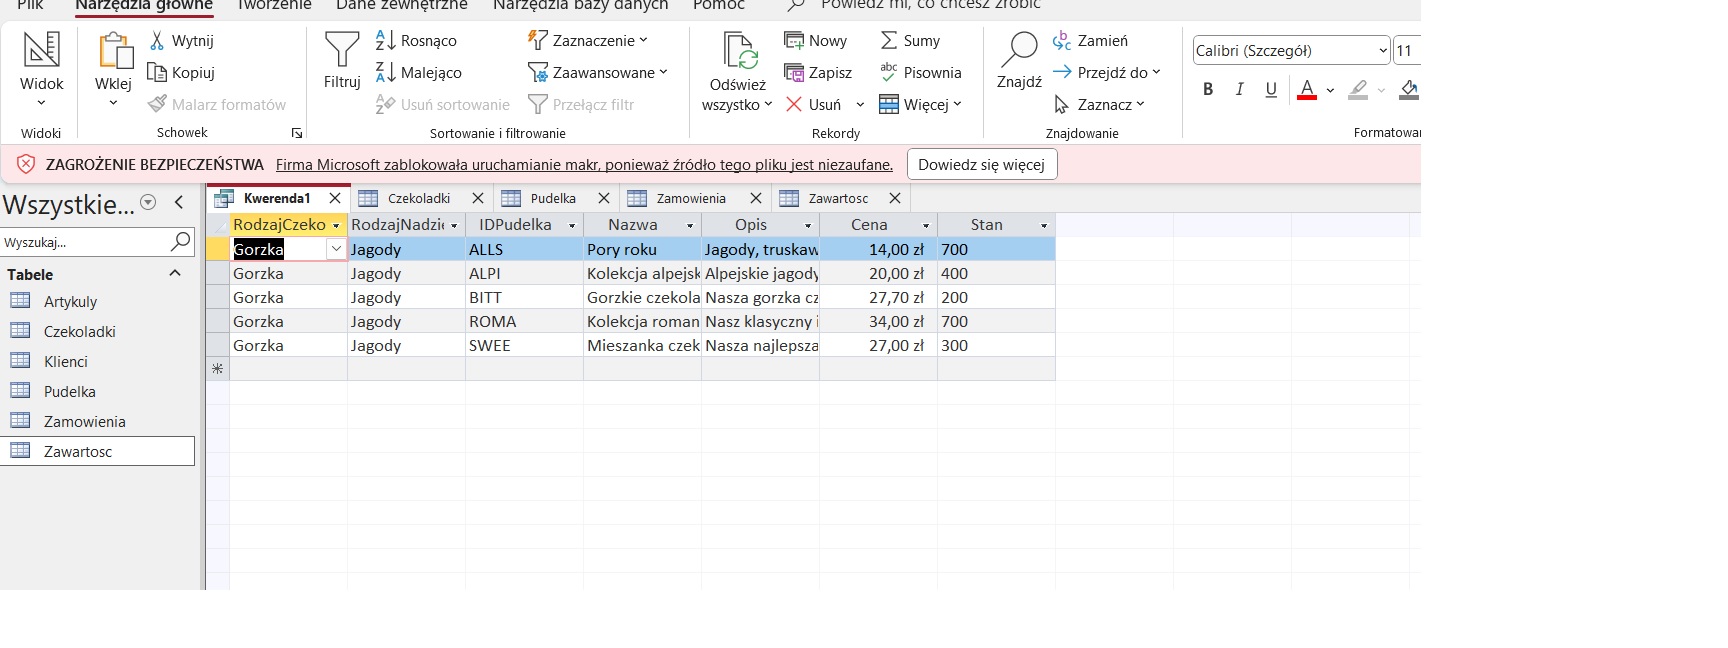 Plik Narzędzia główne Tworzenie Dane zewnętrzne Narzędzia bazy danych Pomoc Powiedz mi, co chcesz zrobić
Widok
Widoki
Wklej
Wytnij
Kopiuj
Malarz formatów
Schowek
Filtruj
Rosnąco
Malejąco
Usuń sortowanie
Zaznaczenie
Zaawansowane
Przełącz filtr
Sortowanie i filtrowanie
Odśwież
wszystko
Nowy
Zapisz
Usuń
Sumy
Pisownia
Więcej
Rekordy
Znajdź
Zamień
Przejdź do
Zaznacz
Znajdowanie
Calibri (Szczegół) 11
B I U A
Formatowan
ZAGROŻENIE BEZPIECZEŃSTWA Firma Microsoft zablokowała uruchamianie makr, ponieważ źródło tego pliku jest niezaufane. Dowiedz się więcej
Wszystkie...
Wyszukaj...
Tabele
Artykuly
Czekoladki
Klienci
Pudelka
Zamowienia
Zawartosc
Kwerenda1 Czekoladki Pudelka Zamowienia Zawartosc
RodzajCzeko RodzajNadzie IDPudelka Nazwa Opis Cena Stan
Gorzka Jagody ALLS Pory roku Jagody, truskaw 14,00 zł 700
Gorzka Jagody ALPI Kolekcja alpejsk Alpejskie jagody 20,00 zł 400
Gorzka Jagody BITT Gorzkie czekola Nasza gorzka cz 27,70 zł 200
Gorzka Jagody ROMA Kolekcja roman Nasz klasyczny i 34,00 zł 700
Gorzka Jagody SWEE Mieszanka czek Nasza najlepsza 27,00 zł 300